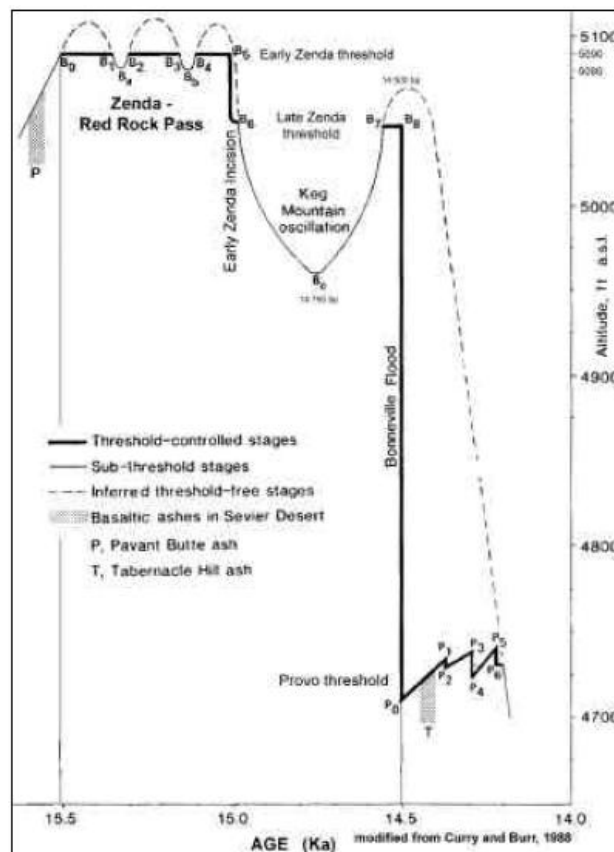 5100
5090
5080
B0 B1 B2 B3 B4 B5
Early Zenda threshold
Ba Bb
Zenda -
Red Rock Pass
B6
Late Zenda
threshold
B7 B8
P
Early Zenda Incision
Keg
Mountain
oscillation
5000
Altitude, ft a.s.l.
4900
Bonneville Flood
Threshold-controlled stages
Sub-threshold stages
Inferred threshold-free stages
Basaltic ashes in Sevier Desert
P, Pavant Butte ash
T, Tabernacle Hill ash
4800
Provo threshold
P0 P1 P2 P3 P4 P5 P6
T
4700
15.5 15.0 14.5 14.0
AGE (Ka)
modified from Curry and Burr, 1988